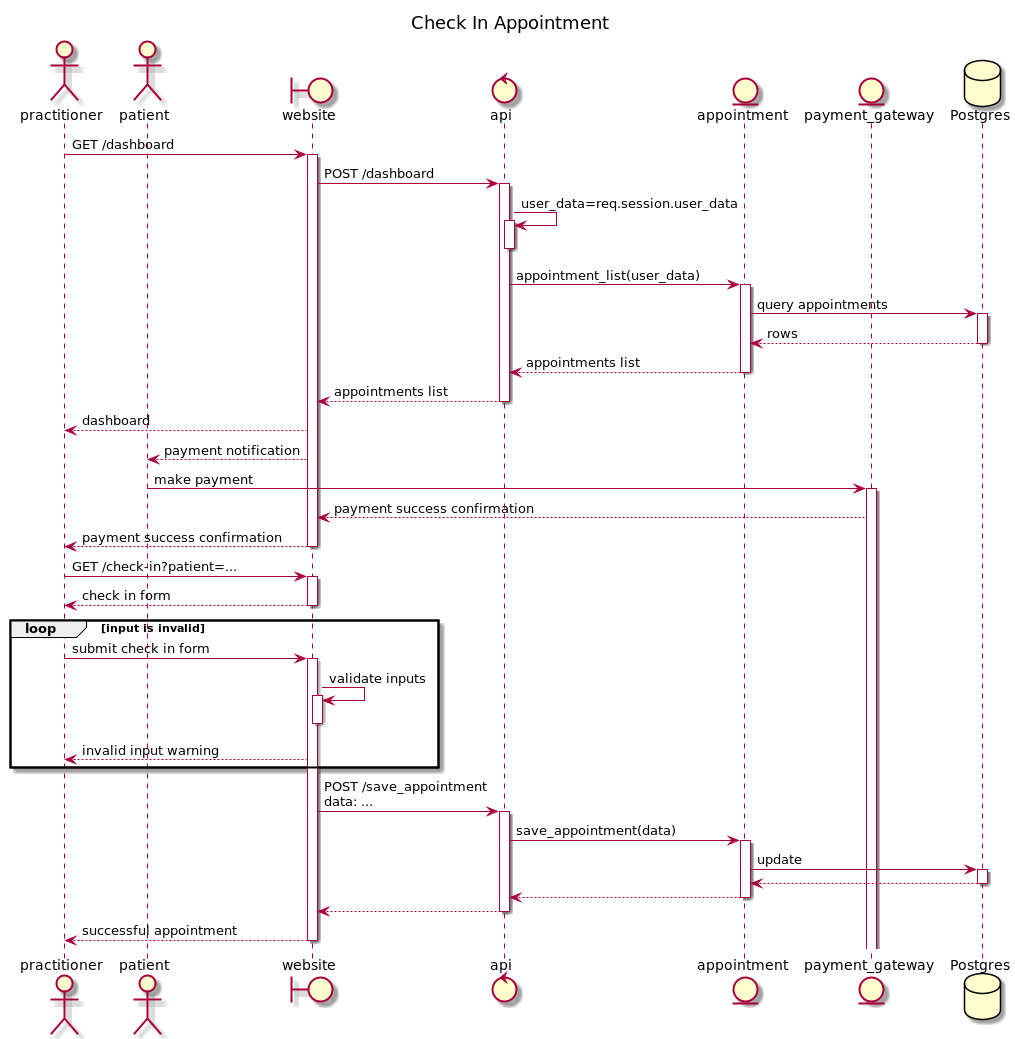 Check In Appointment
practitioner
patient
website
api
appointment
payment_gateway
Postgres
GET /dashboard
POST /dashboard
user_data=req.session.user_data
appointment_list(user_data)
query appointments
rows
appointments list
appointments list
dashboard
payment notification
make payment
payment success confirmation
payment success confirmation
GET /check-in?patient=...
check in form
loop
[input is invalid]
submit check in form
validate inputs
invalid input warning
POST /save_appointment
data: ...
save_appointment(data)
update
successful appointment
practitioner
patient
website
api
appointment
payment_gateway
Postgres